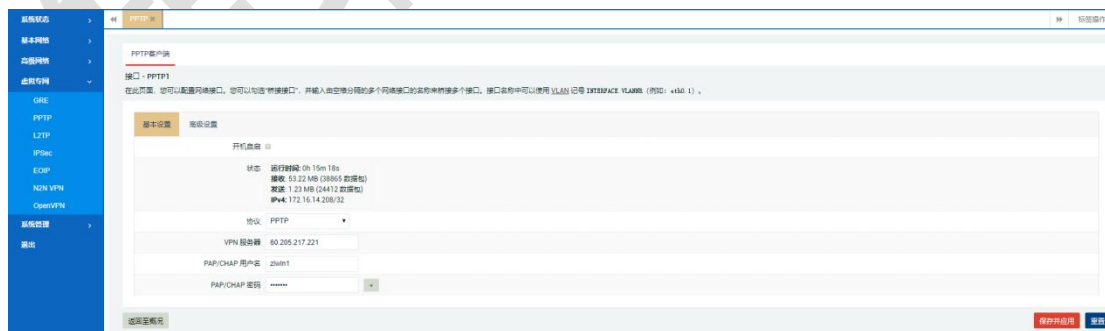 系统状态
PPTP
标签操作
基本网络
高级网络
虚拟专网
GRE
PPTP
L2TP
IPSec
EOIP
N2N VPN
OpenVPN
系统管理
退出
PPTP客户端
接口 - PPTP1
在此页面，您可以配置网络接口。您可以勾选“桥接接口”，并输入由空格分隔的多个网络接口的名称来桥接多个接口。接口名称中可以使用 VLAN 记号 INTERFACE.VLANNR（例如：eth0.1）。
基本设置 高级设置
开机自启
状态 运行时间: 0h 15m 18s
接收: 53.22 MB (38865 数据包)
发送: 1.23 MB (24412 数据包)
IPv4: 172.16.14.208/32
协议 PPTP
VPN 服务器 60.205.217.221
PAP/CHAP 用户名 zlwin1
PAP/CHAP 密码 •••••••
返回至概况
保存并应用